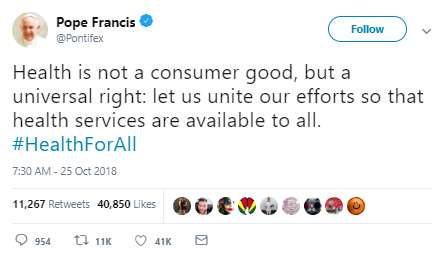 Pope Francis
@Pontifex
Follow
Health is not a consumer good, but a
universal right: let us unite our efforts so that
health services are available to all.
#HealthForAll
7:30 AM - 25 Oct 2018
11,267 Retweets 40,850 Likes
954 11K 41K